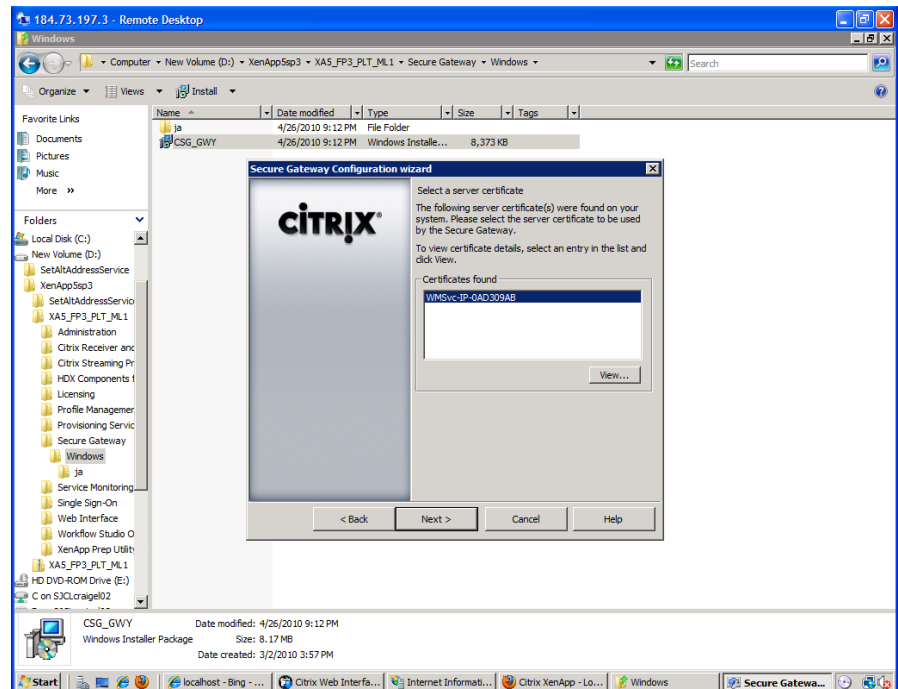 184.73.197.3 - Remote Desktop
Windows
Computer New Volume (D:) XenApp5sp3 XA5_FP3_PLT_ML1 Secure Gateway Windows
Search
Organize Views Install
Favorite Links
Documents
Pictures
Music
More »
Folders
Local Disk (C:)
New Volume (D:)
SetAltAddressService
XenApp5sp3
SetAltAddressServic
XA5_FP3_PLT_ML1
Administration
Citrix Receiver anc
Citrix Streaming Pr
HDX Components f
Licensing
Profile Managemer
Provisioning Servic
Secure Gateway
Windows
ja
Service Monitoring
Single Sign-On
Web Interface
Workflow Studio O
XenApp Prep Utility
XA5_FP3_PLT_ML1
HD DVD-ROM Drive (E:)
C on SJCLcraigel02
Name Date modified Type Size Tags
ja 4/26/2010 9:12 PM File Folder
CSG_GWY 4/26/2010 9:12 PM Windows Installe... 8,373 KB
Secure Gateway Configuration wizard
CITRIX®
Select a server certificate
The following server certificate(s) were found on your
system. Please select the server certificate to be used
by the Secure Gateway.
To view certificate details, select an entry in the list and
click View.
Certificates found
WMSvc-IP-0AD309AB
View...
< Back Next > Cancel Help
CSG_GWY Date modified: 4/26/2010 9:12 PM
Windows Installer Package Size: 8.17 MB
Date created: 3/2/2010 3:57 PM
Start localhost - Bing - ... Citrix Web Interfa... Internet Informati... Citrix XenApp - Lo... Windows Secure Gatewa...